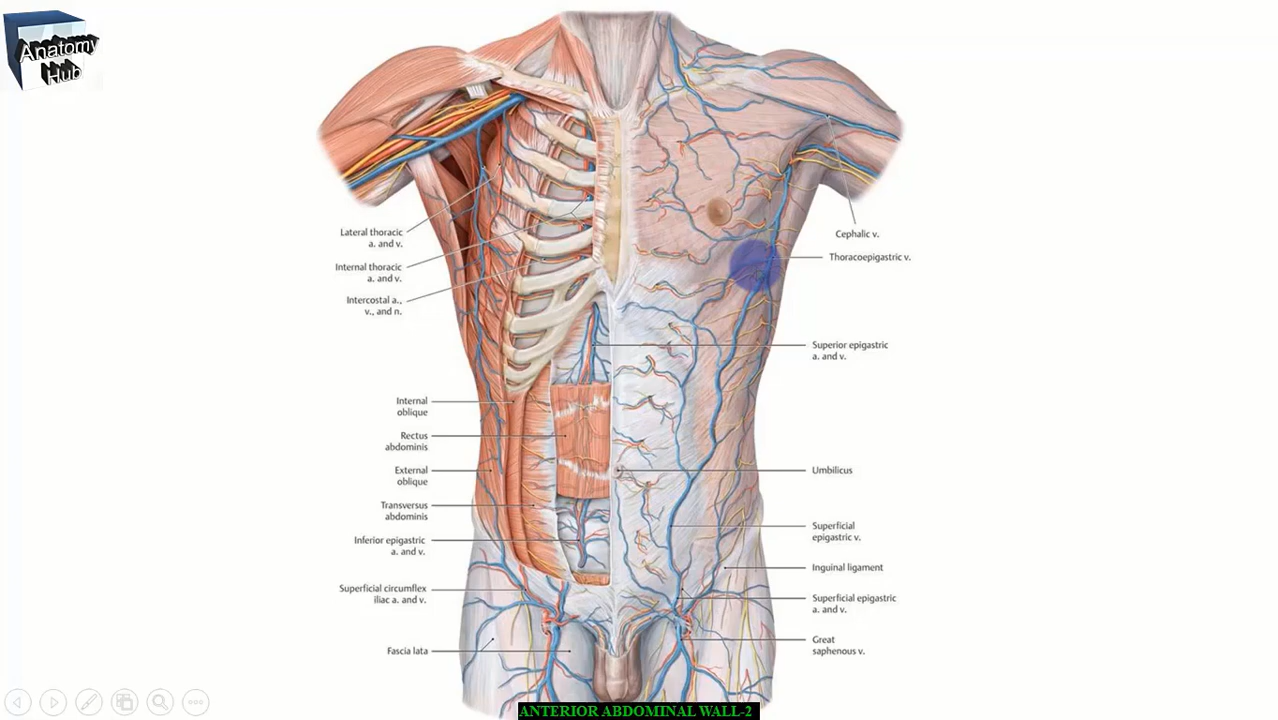 Anatomy
Hub
Lateral thoracic
a. and v.
Internal thoracic
a. and v.
Intercostal a.,
v., and n.
Internal
oblique
Rectus
abdominis
External
oblique
Transversus
abdominis
Inferior epigastric
a. and v.
Superficial circumflex
iliac a. and v.
Fascia lata
Cephalic v.
Thoracoepigastric v.
Superior epigastric
a. and v.
Umbilicus
Superficial
epigastric v.
Inguinal ligament
Superficial epigastric
a. and v.
Great
saphenous v.
ANTERIOR ABDOMINAL WALL-2